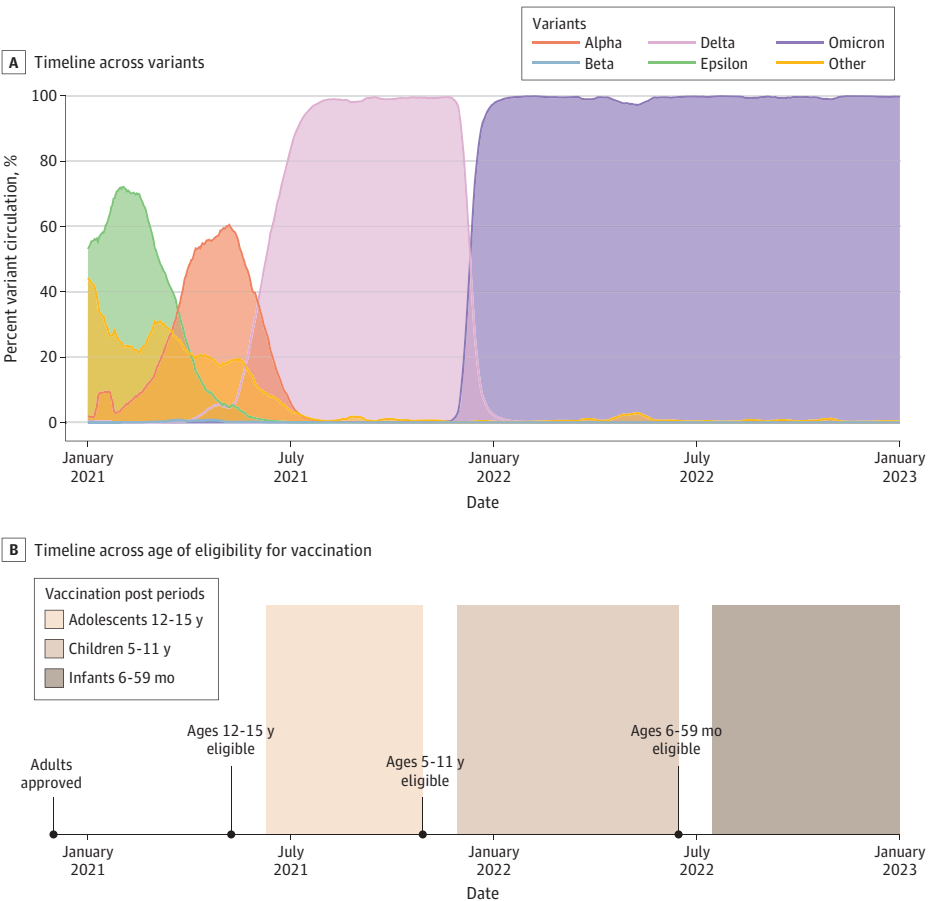 Variants
Alpha
Delta
Omicron
Beta
Epsilon
Other
A Timeline across variants
100
80
60
40
20
0
Percent variant circulation, %
January
2021
July
2021
January
2022
July
2022
January
2023
Date
B Timeline across age of eligibility for vaccination
Vaccination post periods
Adolescents 12-15 y
Children 5-11 y
Infants 6-59 mo
Adults
approved
Ages 12-15 y
eligible
Ages 5-11 y
eligible
Ages 6-59 mo
eligible
January
2021
July
2021
January
2022
July
2022
January
2023
Date